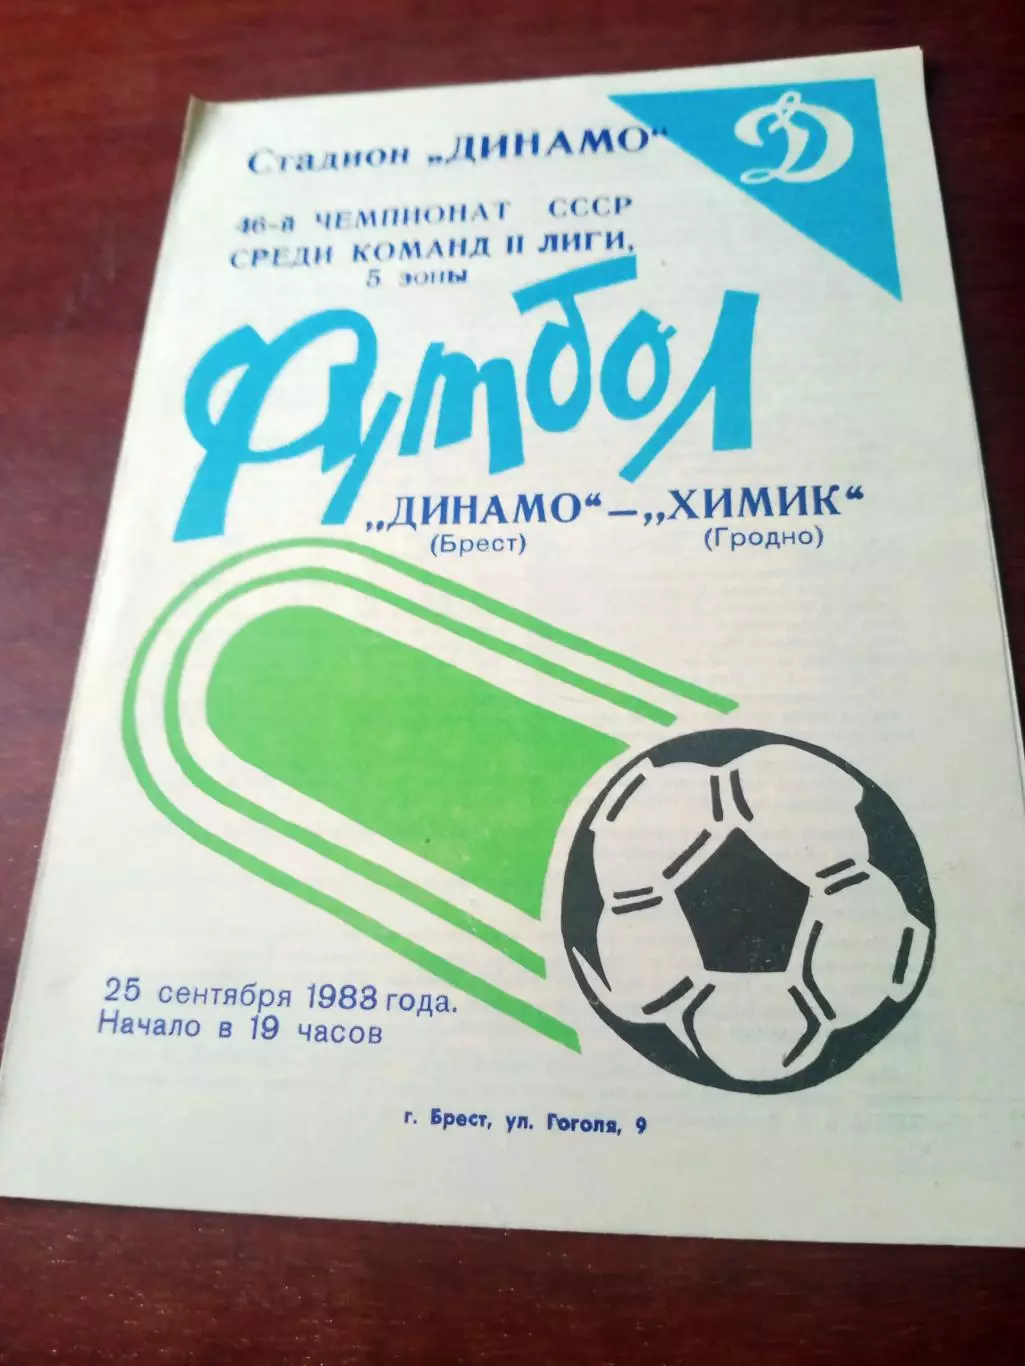 Стадион „ДИНАМО“
46-й ЧЕМПИОНАТ СССР
СРЕДИ КОМАНД II ЛИГИ,
5 зоны
Футбол
„ДИНАМО“ — „ХИМИК“
(Брест) (Гродно)
25 сентября 1983 года.
Начало в 19 часов
г. Брест, ул. Гоголя, 9
Д